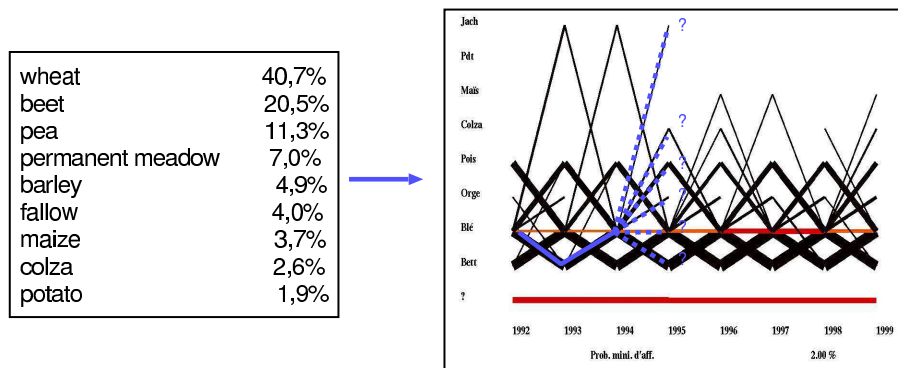 wheat 40,7%
beet 20,5%
pea 11,3%
permanent meadow 7,0%
barley 4,9%
fallow 4,0%
maize 3,7%
colza 2,6%
potato 1,9%
Jach
Pdt
Maïs
Colza
Pois
Orge
Blé
Bett
?
?
?
?
?
?
?
1992 1993 1994 1995 1996 1997 1998 1999
Prob. mini. d'aff. 2.00 %